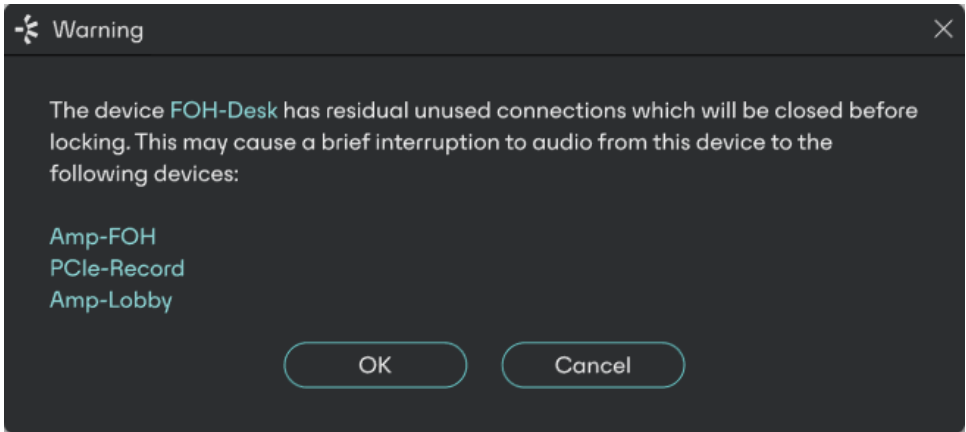 Warning
The device FOH-Desk has residual unused connections which will be closed before
locking. This may cause a brief interruption to audio from this device to the
following devices:
Amp-FOH
PCIe-Record
Amp-Lobby
OK
Cancel